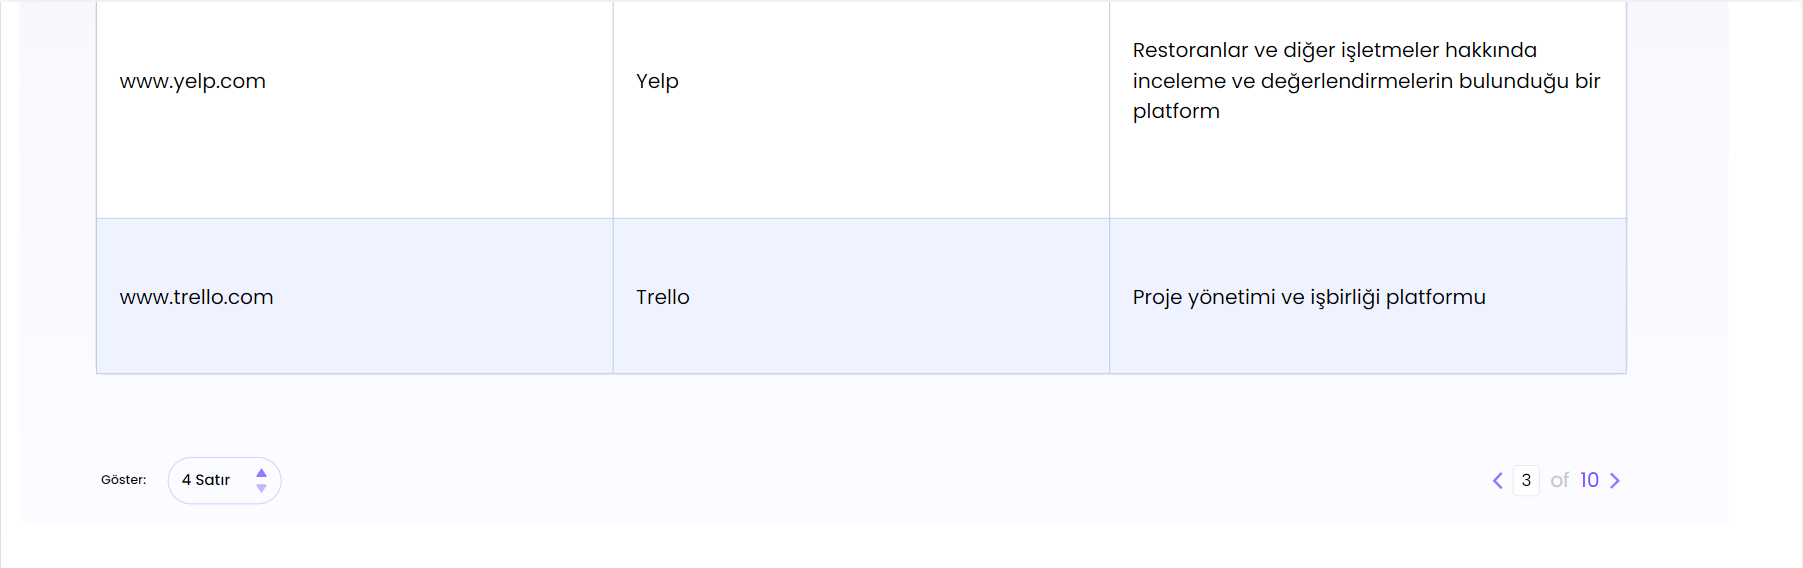 www.yelp.com
Yelp
Restoranlar ve diğer işletmeler hakkında
inceleme ve değerlendirmelerin bulunduğu bir
platform
www.trello.com
Trello
Proje yönetimi ve işbirliği platformu
Göster: 4 Satır
3 of 10